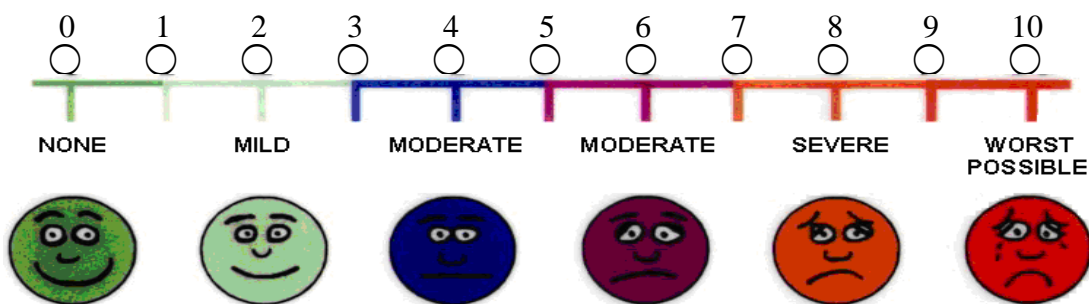 0 1 2 3 4 5 6 7 8 9 10
NONE MILD MODERATE MODERATE SEVERE WORST
POSSIBLE